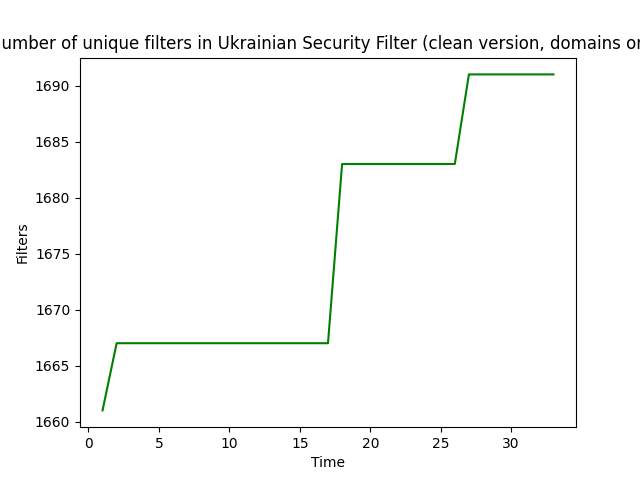 umber of unique filters in Ukrainian Security Filter (clean version, domains or
1690
1685
1680
1675
1670
1665
1660
Filters
0 5 10 15 20 25 30
Time